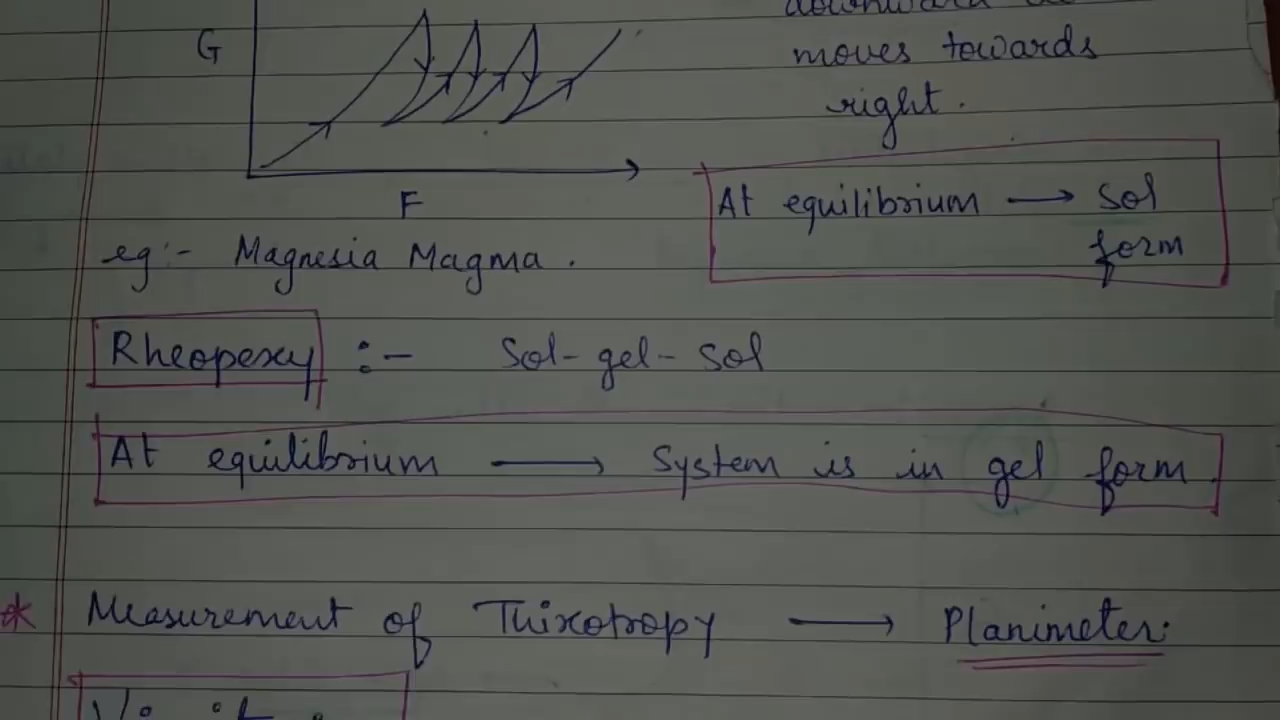 downward
moves towards
right.
G
F
At equilibrium → sol
form
eg:- Magnesia Magma.
Rheopexy :- Sol-gel-sol
At equilibrium → System is in gel form
* Measurement of Thixotropy → Planimeter.